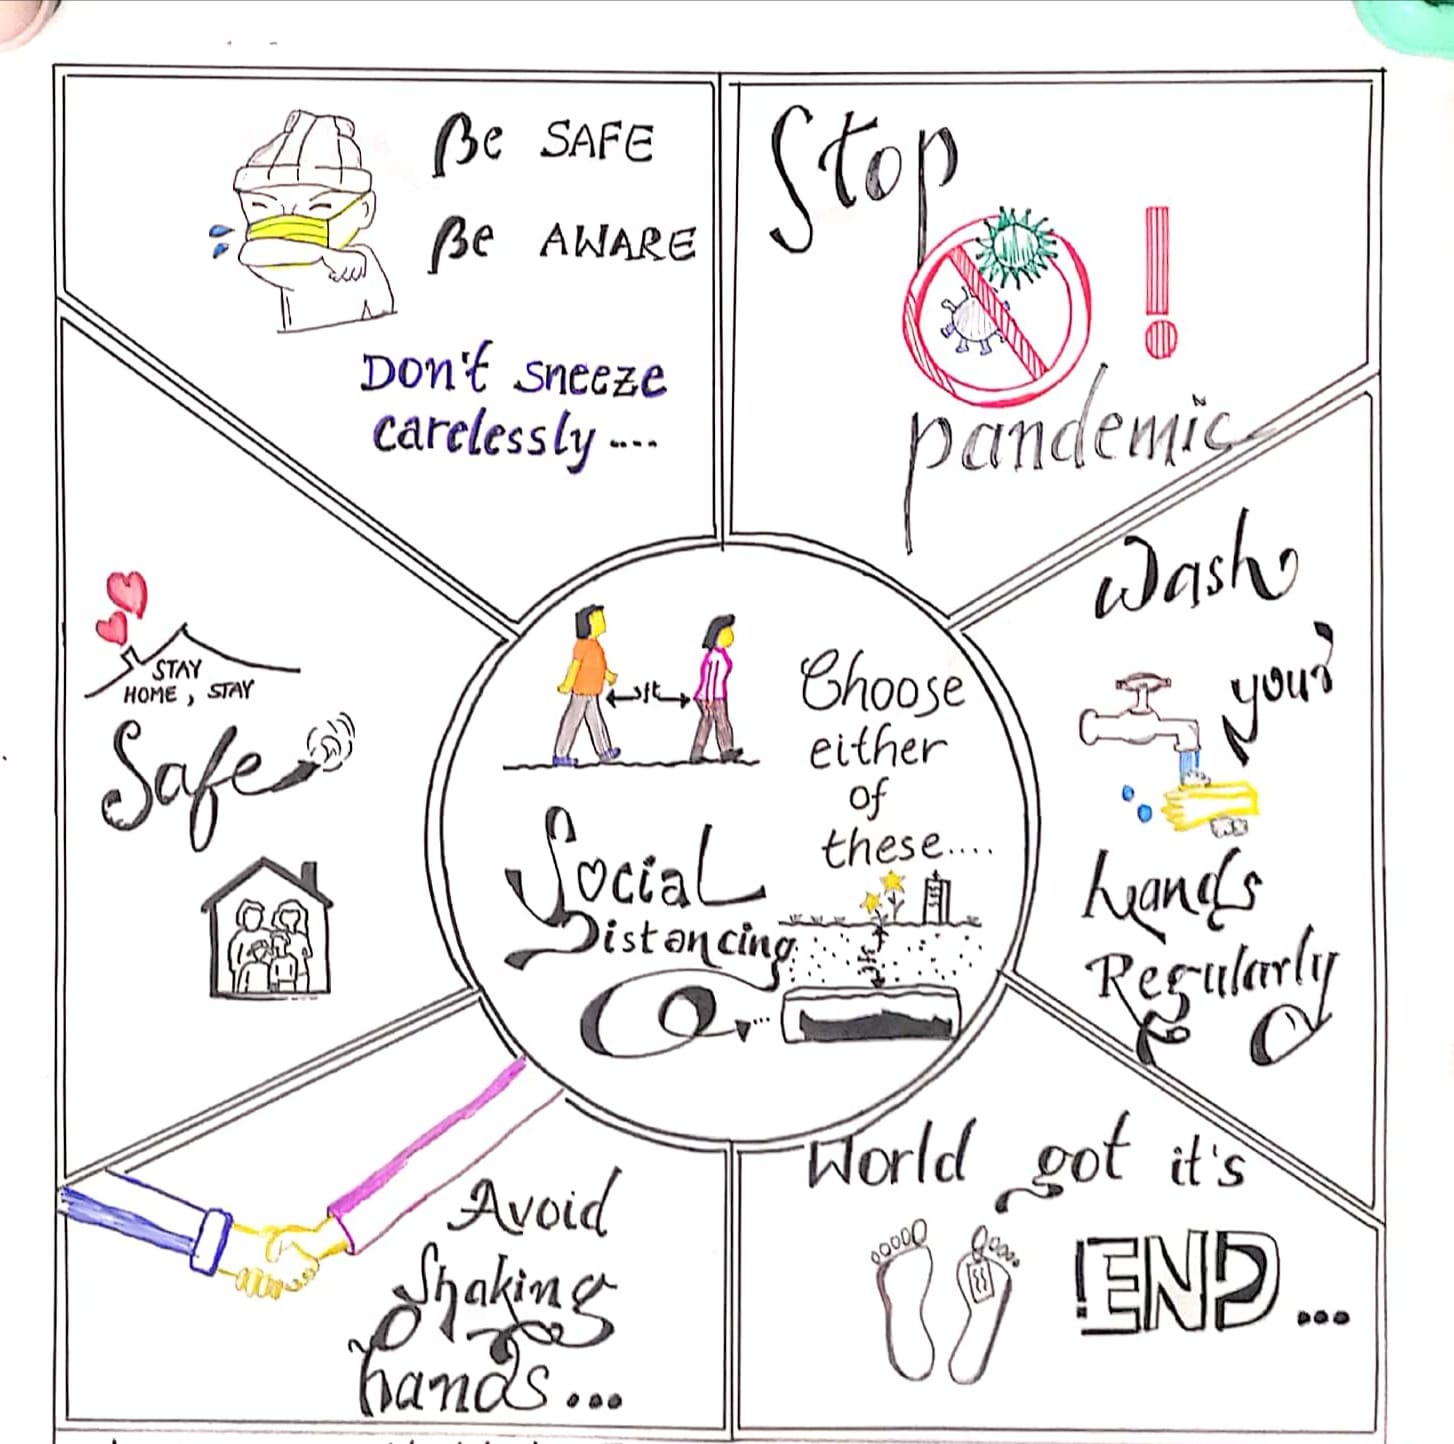 Be SAFE
Be AWARE
Don't sneeze
carelessly ....
Stop
!
pandemic
STAY
HOME, STAY
Safe
Wash
your
hands
Regularly
Choose
either
of
these....
Social
Distancing
Avoid
Shaking
hands...
World got it's
END...